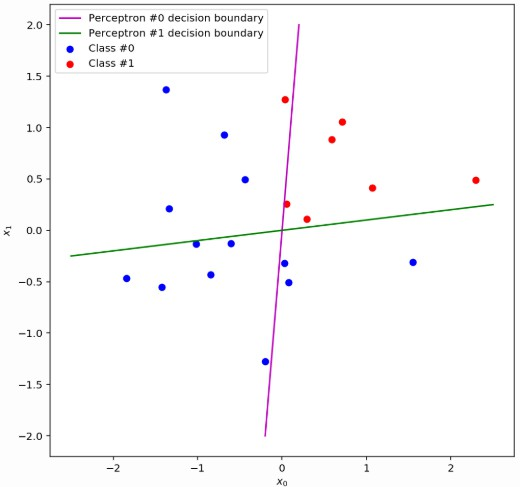 Perceptron #0 decision boundary
Perceptron #1 decision boundary
Class #0
Class #1
2.0
1.5
1.0
0.5
0.0
−0.5
−1.0
−1.5
−2.0
x₁
−2 −1 0 1 2
x₀